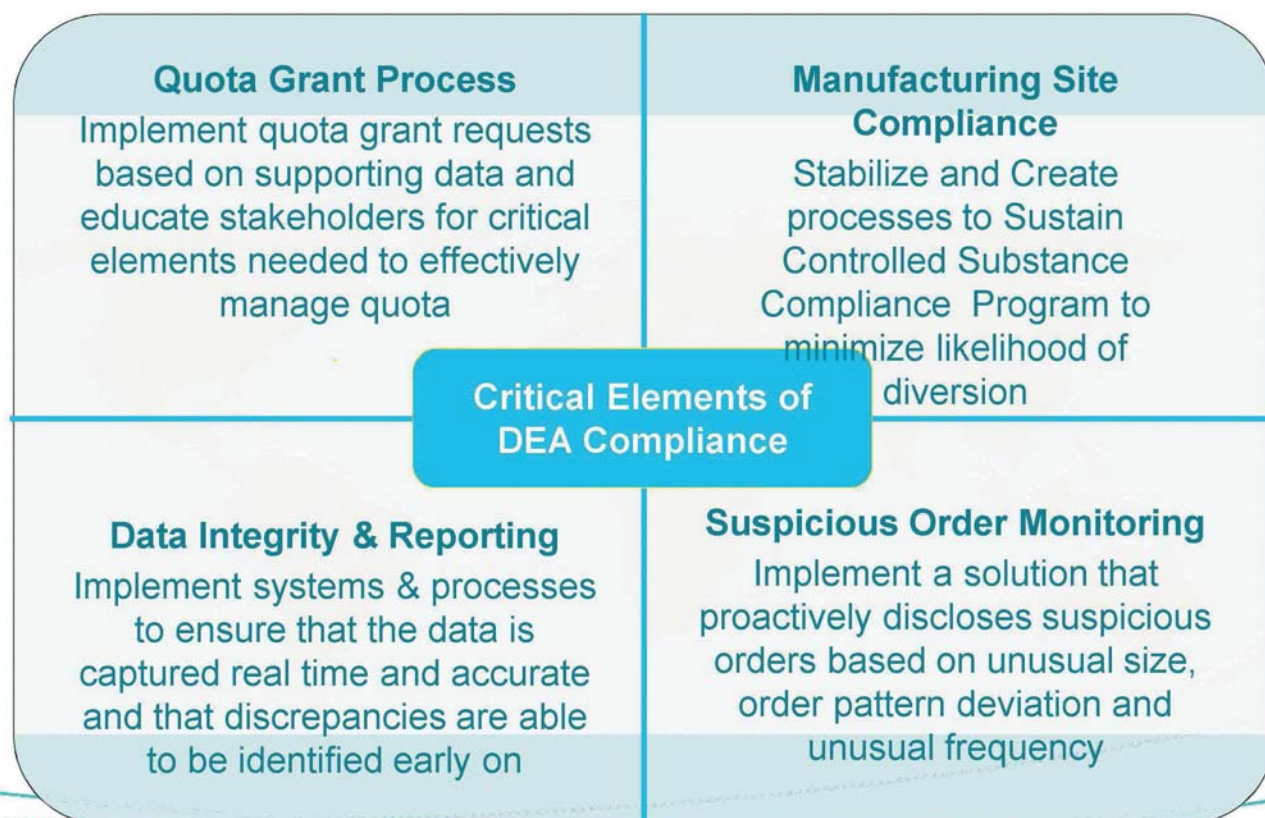 Quota Grant Process
Implement quota grant requests
based on supporting data and
educate stakeholders for critical
elements needed to effectively
manage quota
Manufacturing Site
Compliance
Stabilize and Create
processes to Sustain
Controlled Substance
Compliance Program to
minimize likelihood of
diversion
Critical Elements of
DEA Compliance
Data Integrity & Reporting
Implement systems & processes
to ensure that the data is
captured real time and accurate
and that discrepancies are able
to be identified early on
Suspicious Order Monitoring
Implement a solution that
proactively discloses suspicious
orders based on unusual size,
order pattern deviation and
unusual frequency